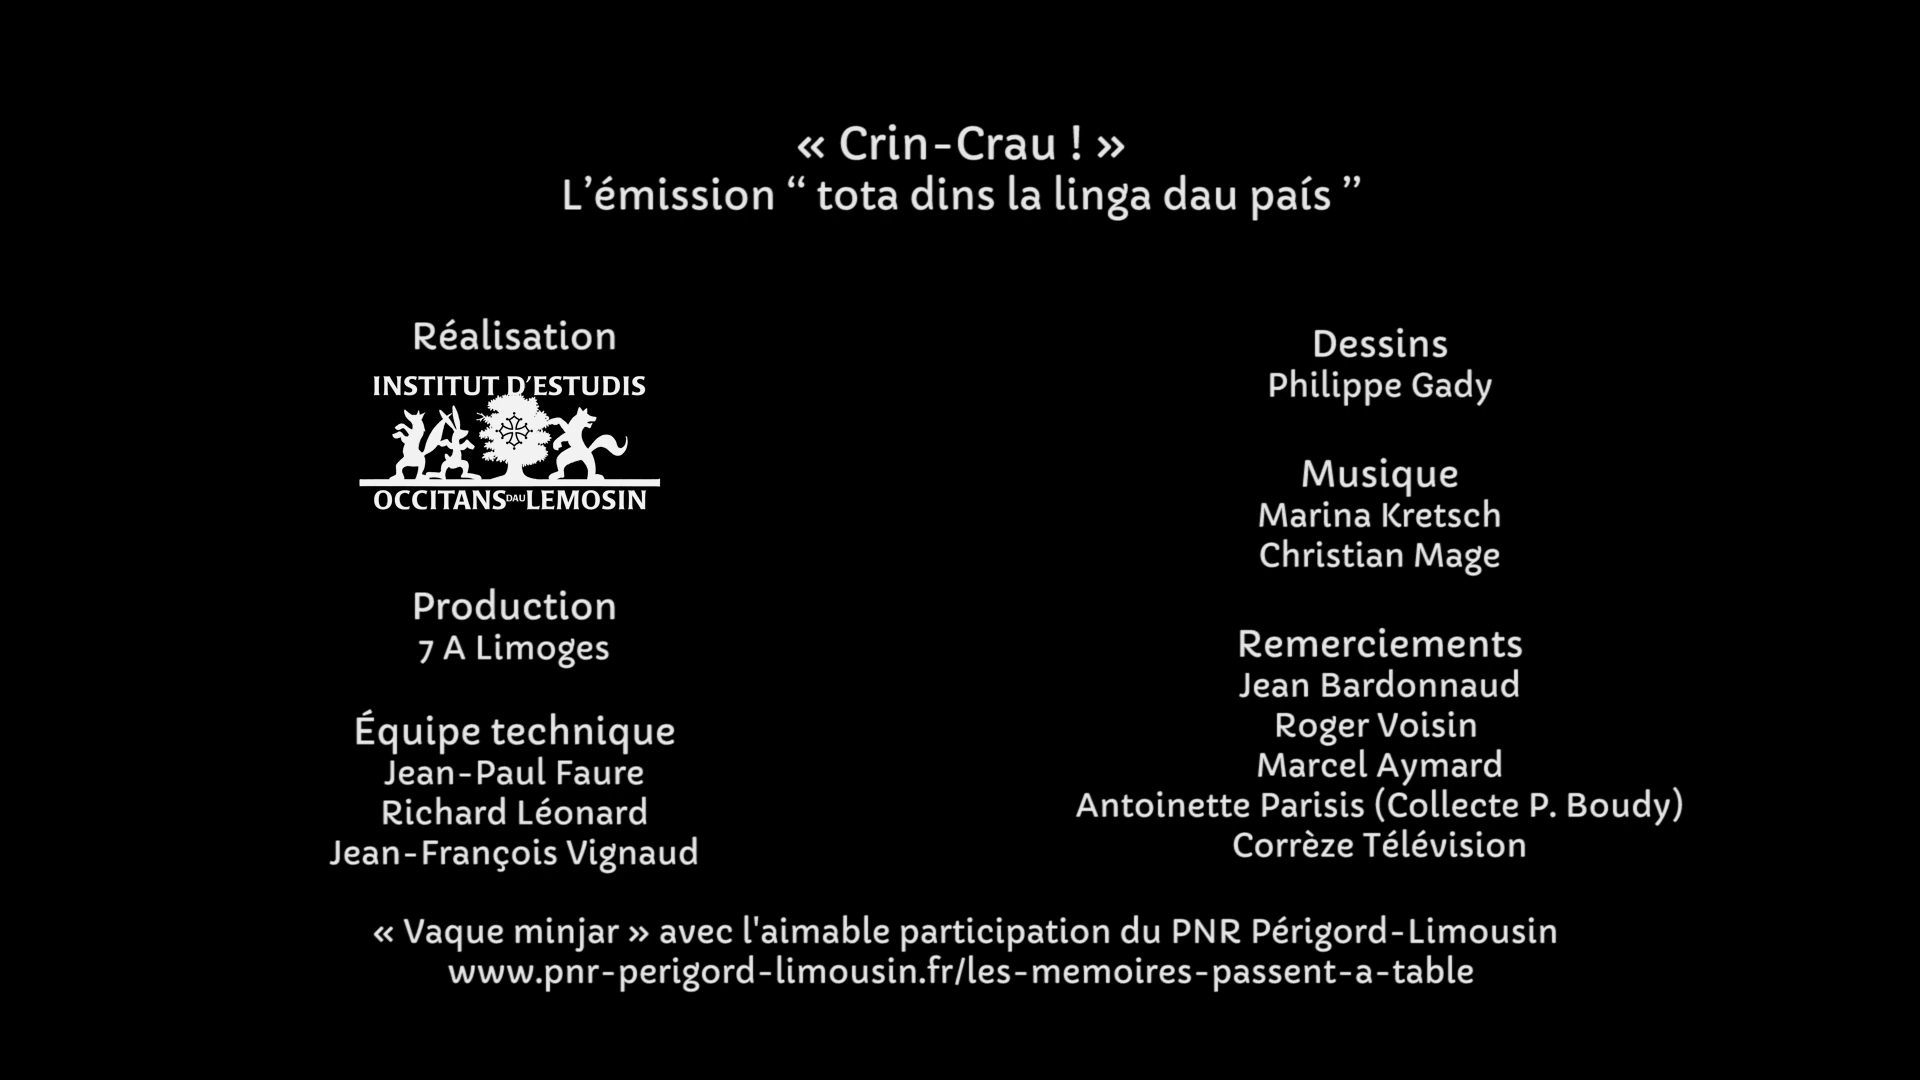 « Crin-Crau ! »
L’émission “ tota dins la linga dau país ”
Réalisation
INSTITUT D’ESTUDIS
OCCITANS DAU LEMOSIN
Production
7 A Limoges
Équipe technique
Jean-Paul Faure
Richard Léonard
Jean-François Vignaud
Dessins
Philippe Gady
Musique
Marina Kretsch
Christian Mage
Remerciements
Jean Bardonnaud
Roger Voisin
Marcel Aymard
Antoinette Parisis (Collecte P. Boudy)
Corrèze Télévision
« Vaque minjar » avec l'aimable participation du PNR Périgord-Limousin
www.pnr-perigord-limousin.fr/les-memoires-passent-a-table